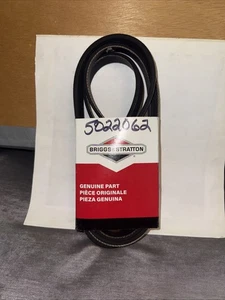 5022062
BRIGGS & STRATTON
GENUINE PART
PIÈCE ORIGINALE
PIEZA GENUINA